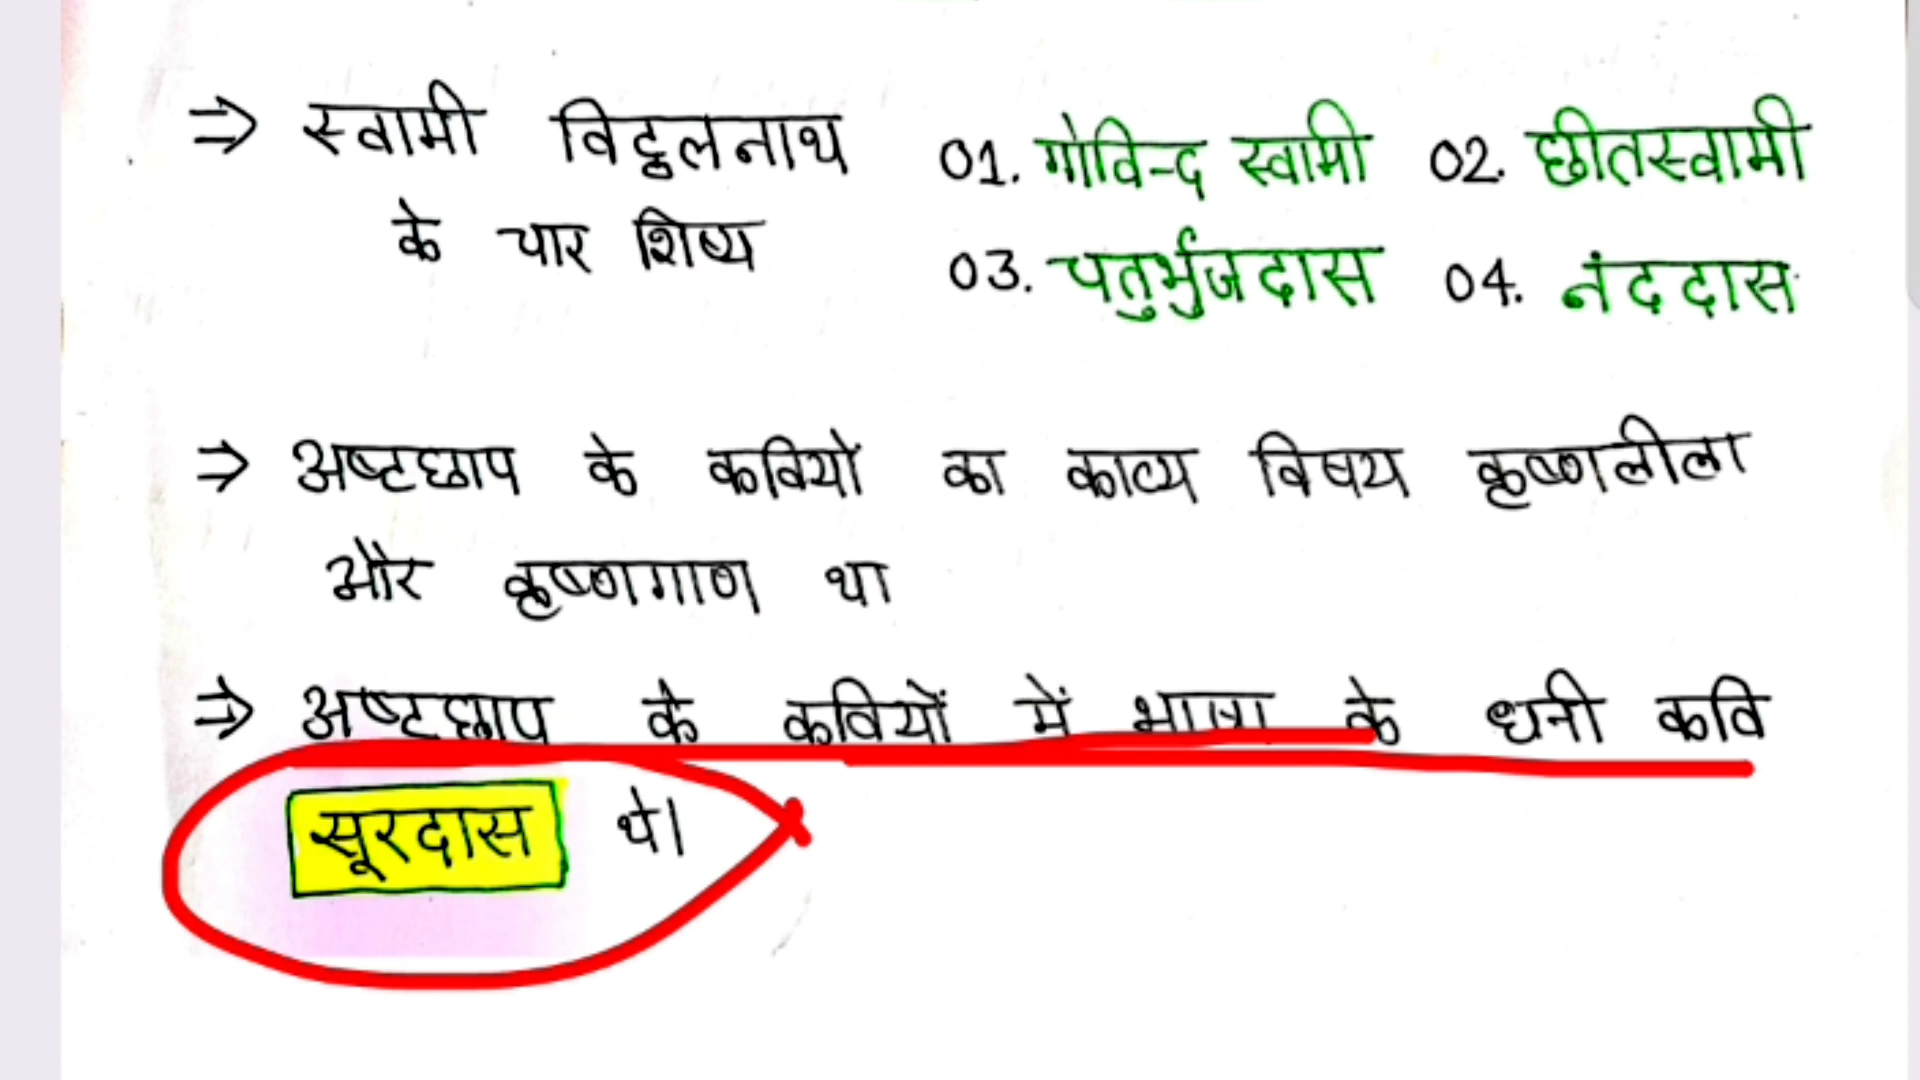 ⇒ स्वामी विट्ठलनाथ 01. गोविन्द स्वामी 02. छीतस्वामी
के चार शिष्य 03. चतुर्भुजदास 04. नंददास
⇒ अष्टछाप के कवियो का काव्य विषय कृष्णलीला
और कृष्णगाण था
⇒ अष्टछाप के कवियों में भाषा के धनी कवि
सूरदास थे।